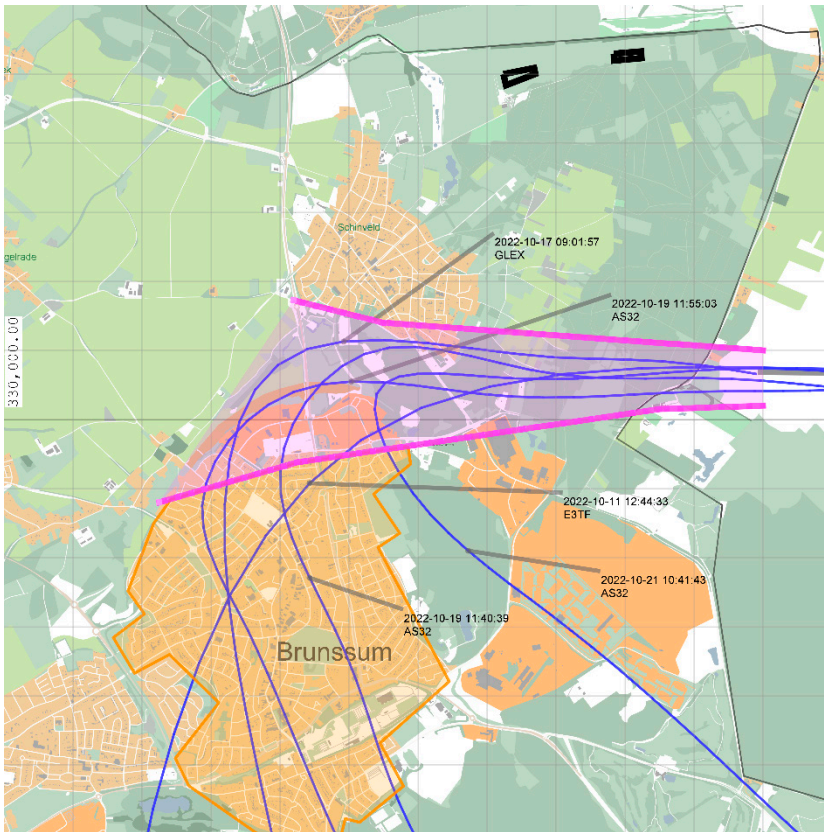 Schinveld
gelrade
2022-10-17 09:01:57
GLEX
2022-10-19 11:55:03
AS32
330,000.00
2022-10-11 12:44:33
E3TF
2022-10-21 10:41:43
AS32
2022-10-19 11:40:39
AS32
Brunssum